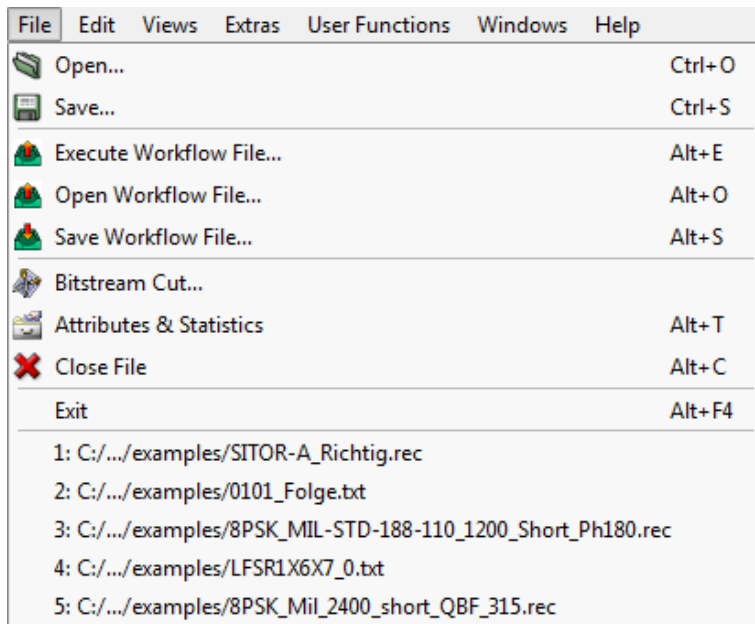 File Edit Views Extras User Functions Windows Help
Open... Ctrl+O
Save... Ctrl+S
Execute Workflow File... Alt+E
Open Workflow File... Alt+O
Save Workflow File... Alt+S
Bitstream Cut...
Attributes & Statistics Alt+T
Close File Alt+C
Exit Alt+F4
1: C:/.../examples/SITOR-A_Richtig.rec
2: C:/.../examples/0101_Folge.txt
3: C:/.../examples/8PSK_MIL-STD-188-110_1200_Short_Ph180.rec
4: C:/.../examples/LFSR1X6X7_0.txt
5: C:/.../examples/8PSK_Mil_2400_short_QBF_315.rec